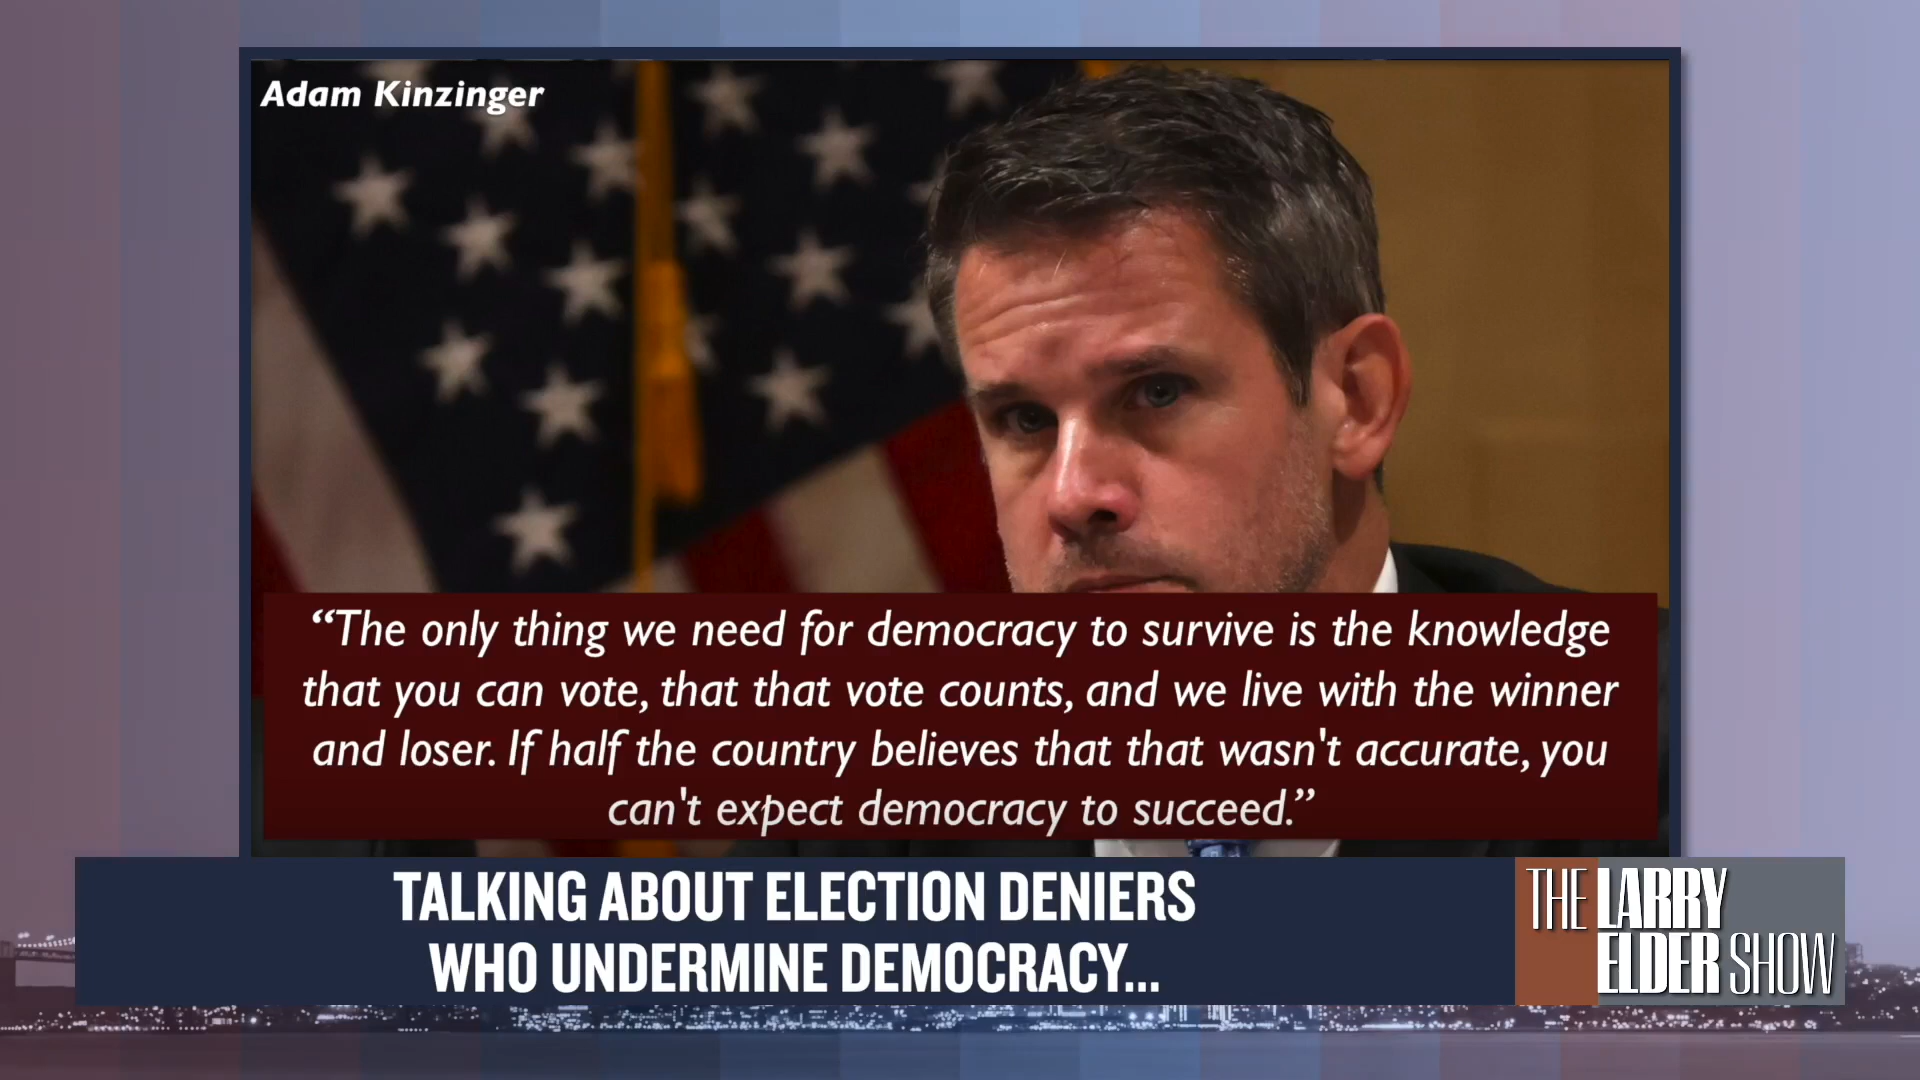 Adam Kinzinger
“The only thing we need for democracy to survive is the knowledge
that you can vote, that that vote counts, and we live with the winner
and loser. If half the country believes that that wasn't accurate, you
can't expect democracy to succeed.”
TALKING ABOUT ELECTION DENIERS
WHO UNDERMINE DEMOCRACY...
THE LARRY
ELDER SHOW